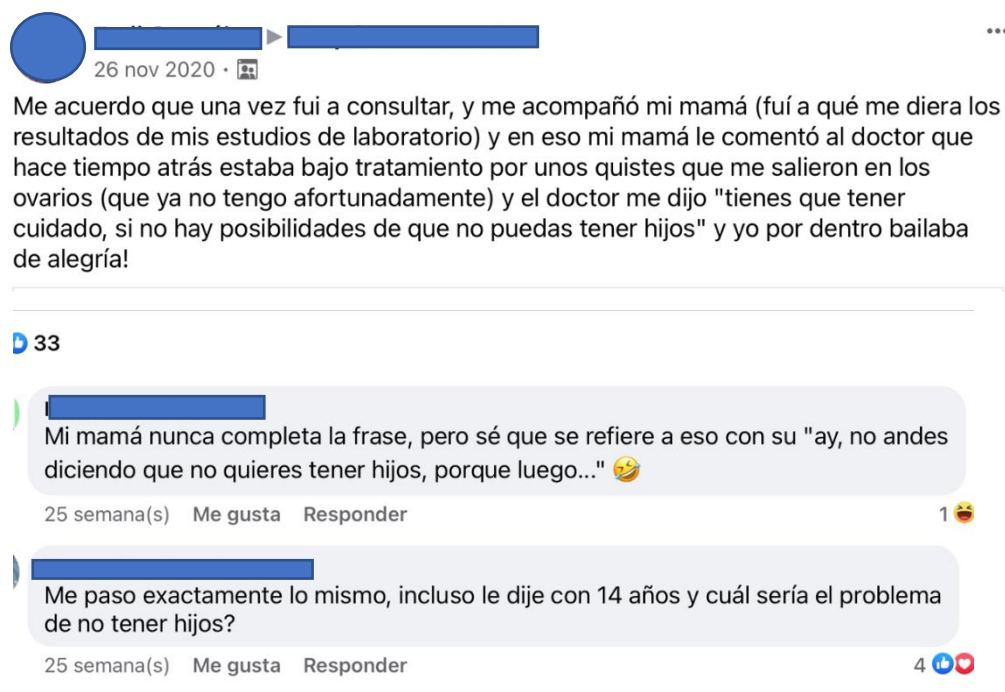 26 nov 2020 ·
Me acuerdo que una vez fui a consultar, y me acompañó mi mamá (fuí a qué me diera los
resultados de mis estudios de laboratorio) y en eso mi mamá le comentó al doctor que
hace tiempo atrás estaba bajo tratamiento por unos quistes que me salieron en los
ovarios (que ya no tengo afortunadamente) y el doctor me dijo "tienes que tener
cuidado, si no hay posibilidades de que no puedas tener hijos" y yo por dentro bailaba
de alegría!
33
Mi mamá nunca completa la frase, pero sé que se refiere a eso con su "ay, no andes
diciendo que no quieres tener hijos, porque luego..." 🤣
25 semana(s) Me gusta Responder 1
Me paso exactamente lo mismo, incluso le dije con 14 años y cuál sería el problema
de no tener hijos?
25 semana(s) Me gusta Responder 4